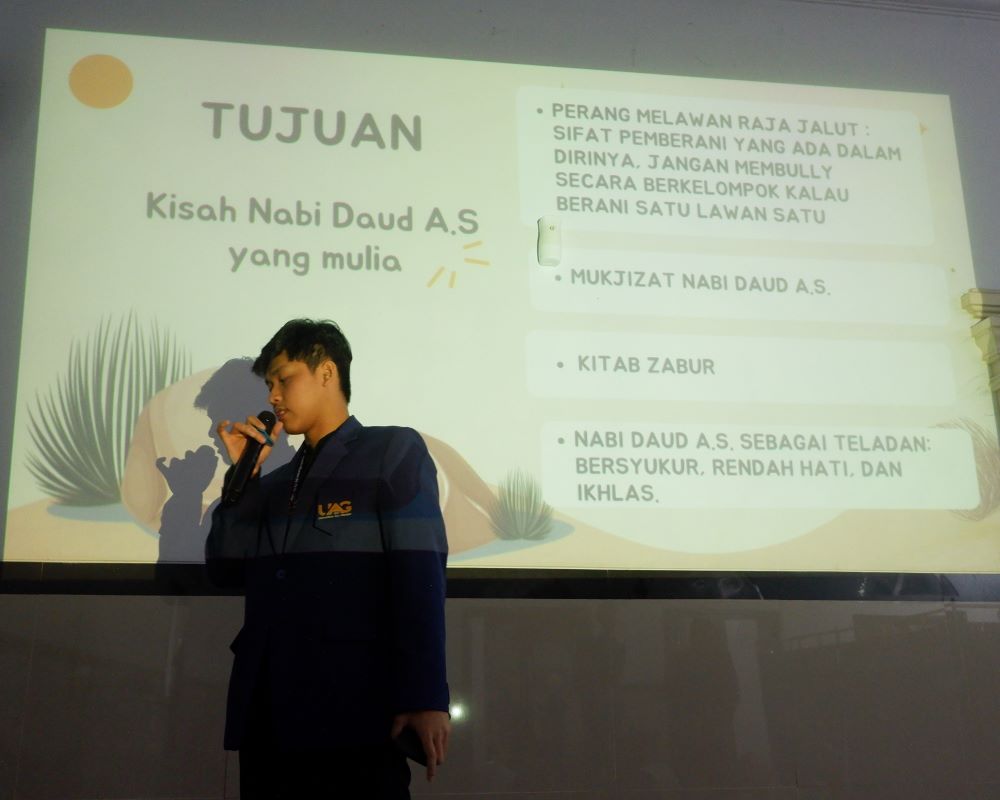 TUJUAN
Kisah Nabi Daud A.S
yang mulia
• PERANG MELAWAN RAJA JALUT :
SIFAT PEMBERANI YANG ADA DALAM
DIRINYA, JANGAN MEMBULLY
SECARA BERKELOMPOK KALAU
BERANI SATU LAWAN SATU
• MUKJIZAT NABI DAUD A.S.
• KITAB ZABUR
• NABI DAUD A.S. SEBAGAI TELADAN:
BERSYUKUR, RENDAH HATI, DAN
IKHLAS.
UAG